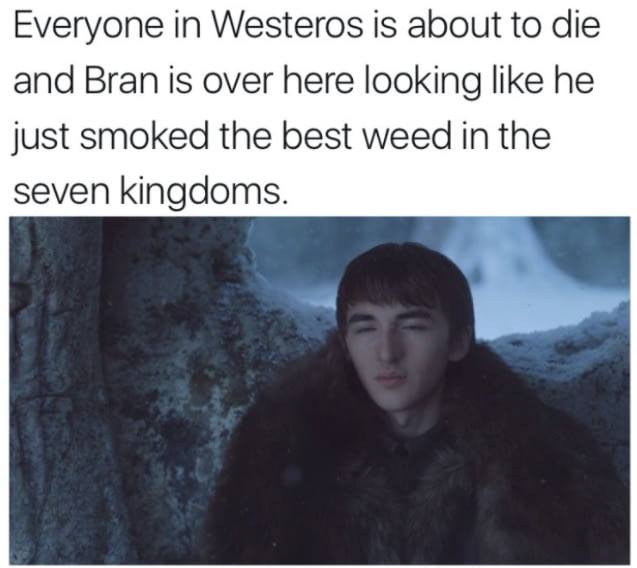 Everyone in Westeros is about to die
and Bran is over here looking like he
just smoked the best weed in the
seven kingdoms.